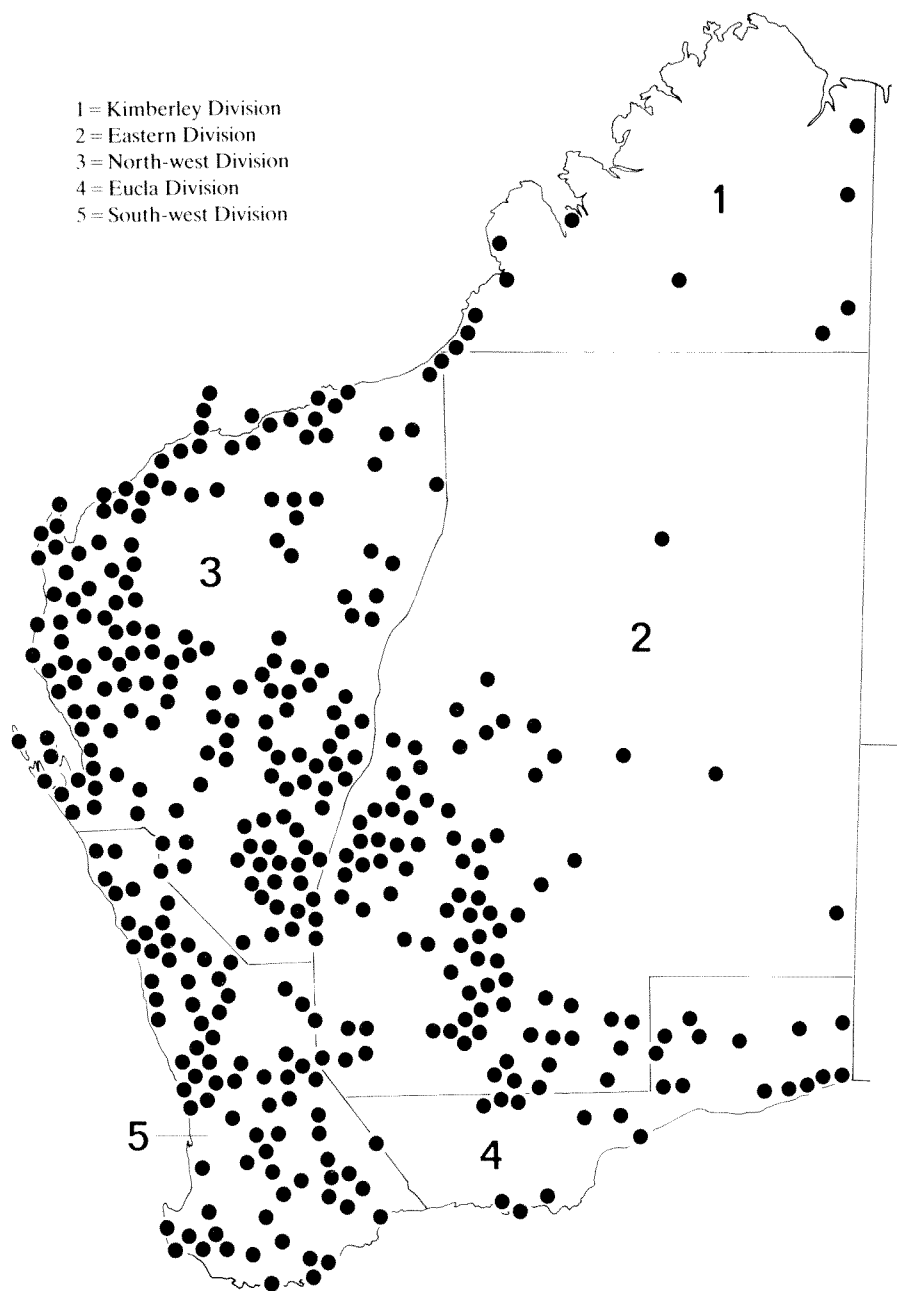 1 = Kimberley Division
2 = Eastern Division
3 = North-west Division
4 = Eucla Division
5 = South-west Division
1
3
2
5
4